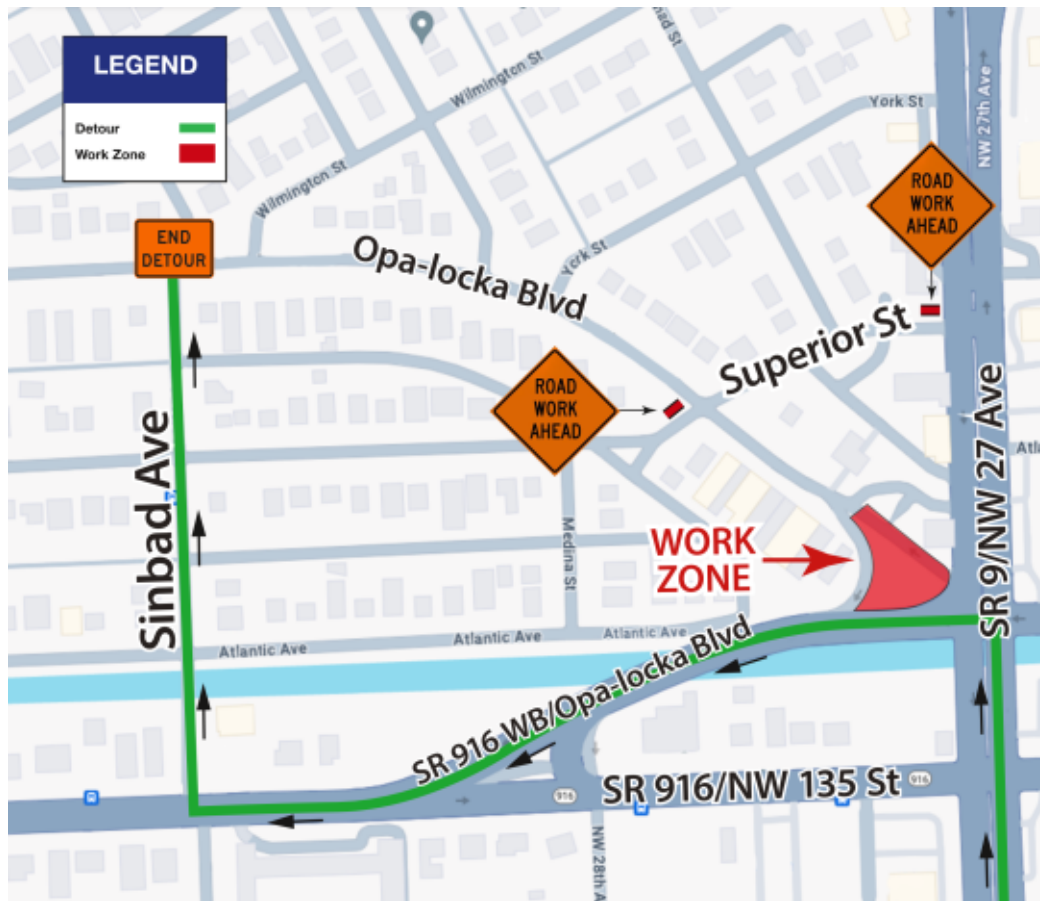 LEGEND
Detour
Work Zone
Wilmington St
York St
NW 27th Ave
ROAD
WORK
AHEAD
Wilmington St
END
DETOUR
Opa-locka Blvd
York St
Superior St
ROAD
WORK
AHEAD
Sinbad Ave
SR 9/NW 27 Ave
Medina St
WORK
ZONE
Atlantic Ave
Atlantic Ave
Atlantic Ave
SR 916 WB/Opa-locka Blvd
SR 916/NW 135 St
916
916
NW 28th A